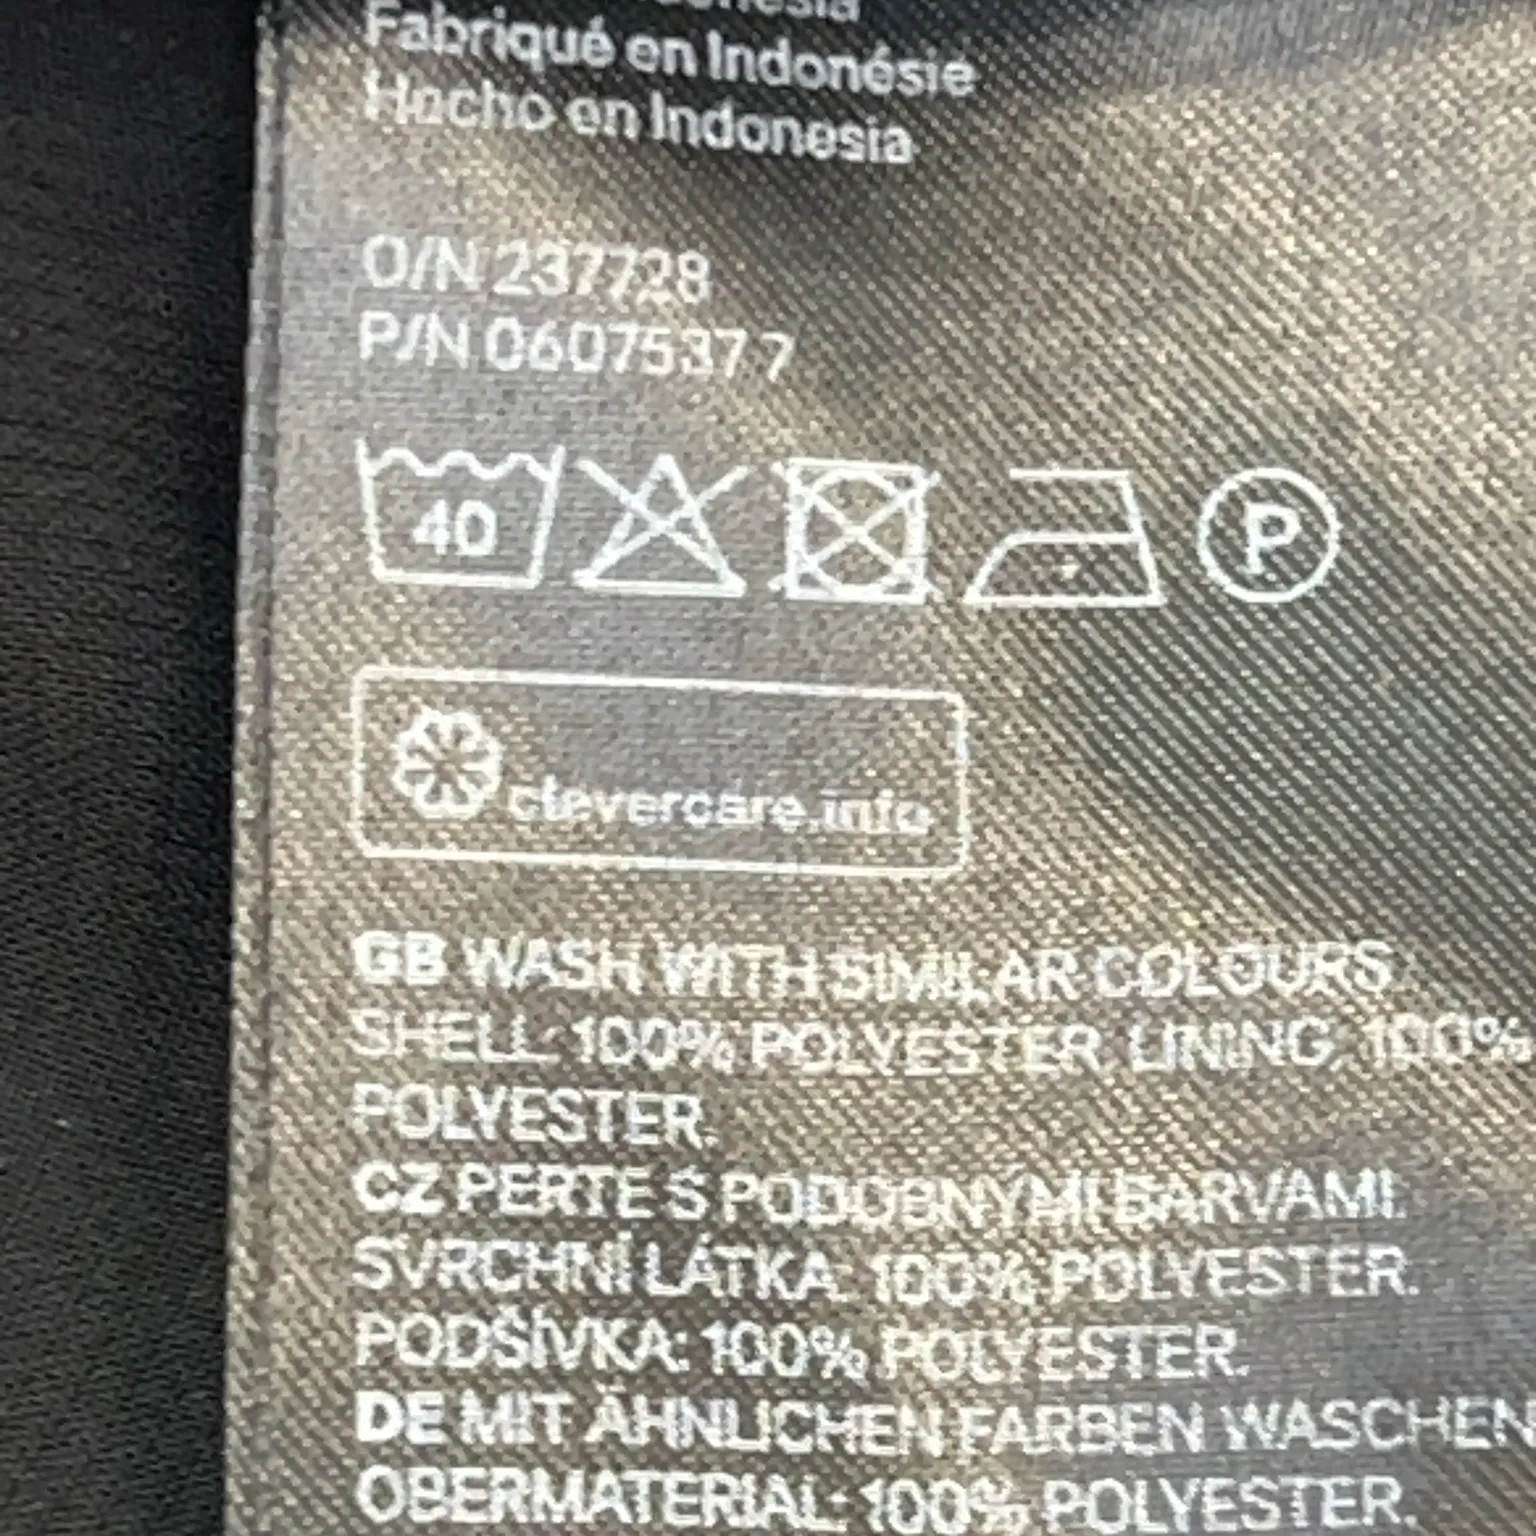 Indonesia
Fabriqué en Indonésie
Hecho en Indonesia
O/N 237728
P/N 0607537 7
40
P
clevercare.info
GB WASH WITH SIMILAR COLOURS
SHELL: 100% POLYESTER. LINING: 100%
POLYESTER.
CZ PERTE S PODOBNÝMI BARVAMI.
SVRCHNÍ LÁTKA: 100% POLYESTER.
PODŠÍVKA: 100% POLYESTER.
DE MIT ÄHNLICHEN FARBEN WASCHEN
OBERMATERIAL: 100% POLYESTER.